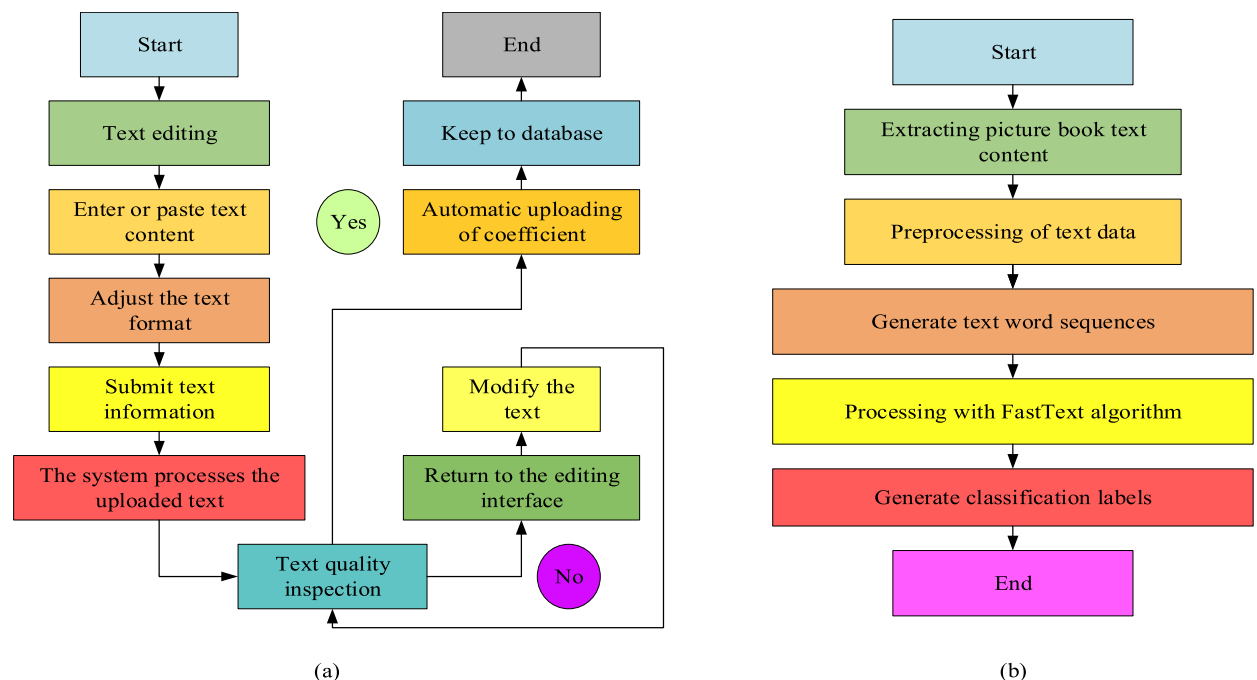 Start
Text editing
Enter or paste text
content
Adjust the text
format
Submit text
information
The system processes the
uploaded text
Text quality
inspection
Yes
No
End
Keep to database
Automatic uploading
of coefficient
Modify the
text
Return to the editing
interface
(a)
Start
Extracting picture book text
content
Preprocessing of text data
Generate text word sequences
Processing with FastText algorithm
Generate classification labels
End
(b)